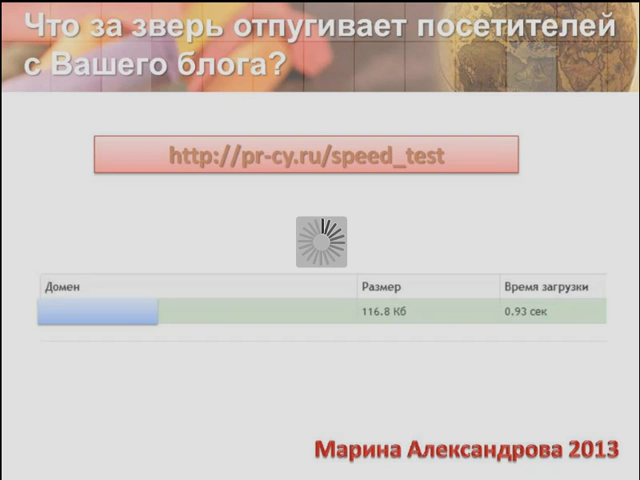 Что за зверь отпугивает посетителей
с Вашего блога?
http://pr-cy.ru/speed_test
Домен Размер Время загрузки
116.8 Кб 0.93 сек
Марина Александрова 2013